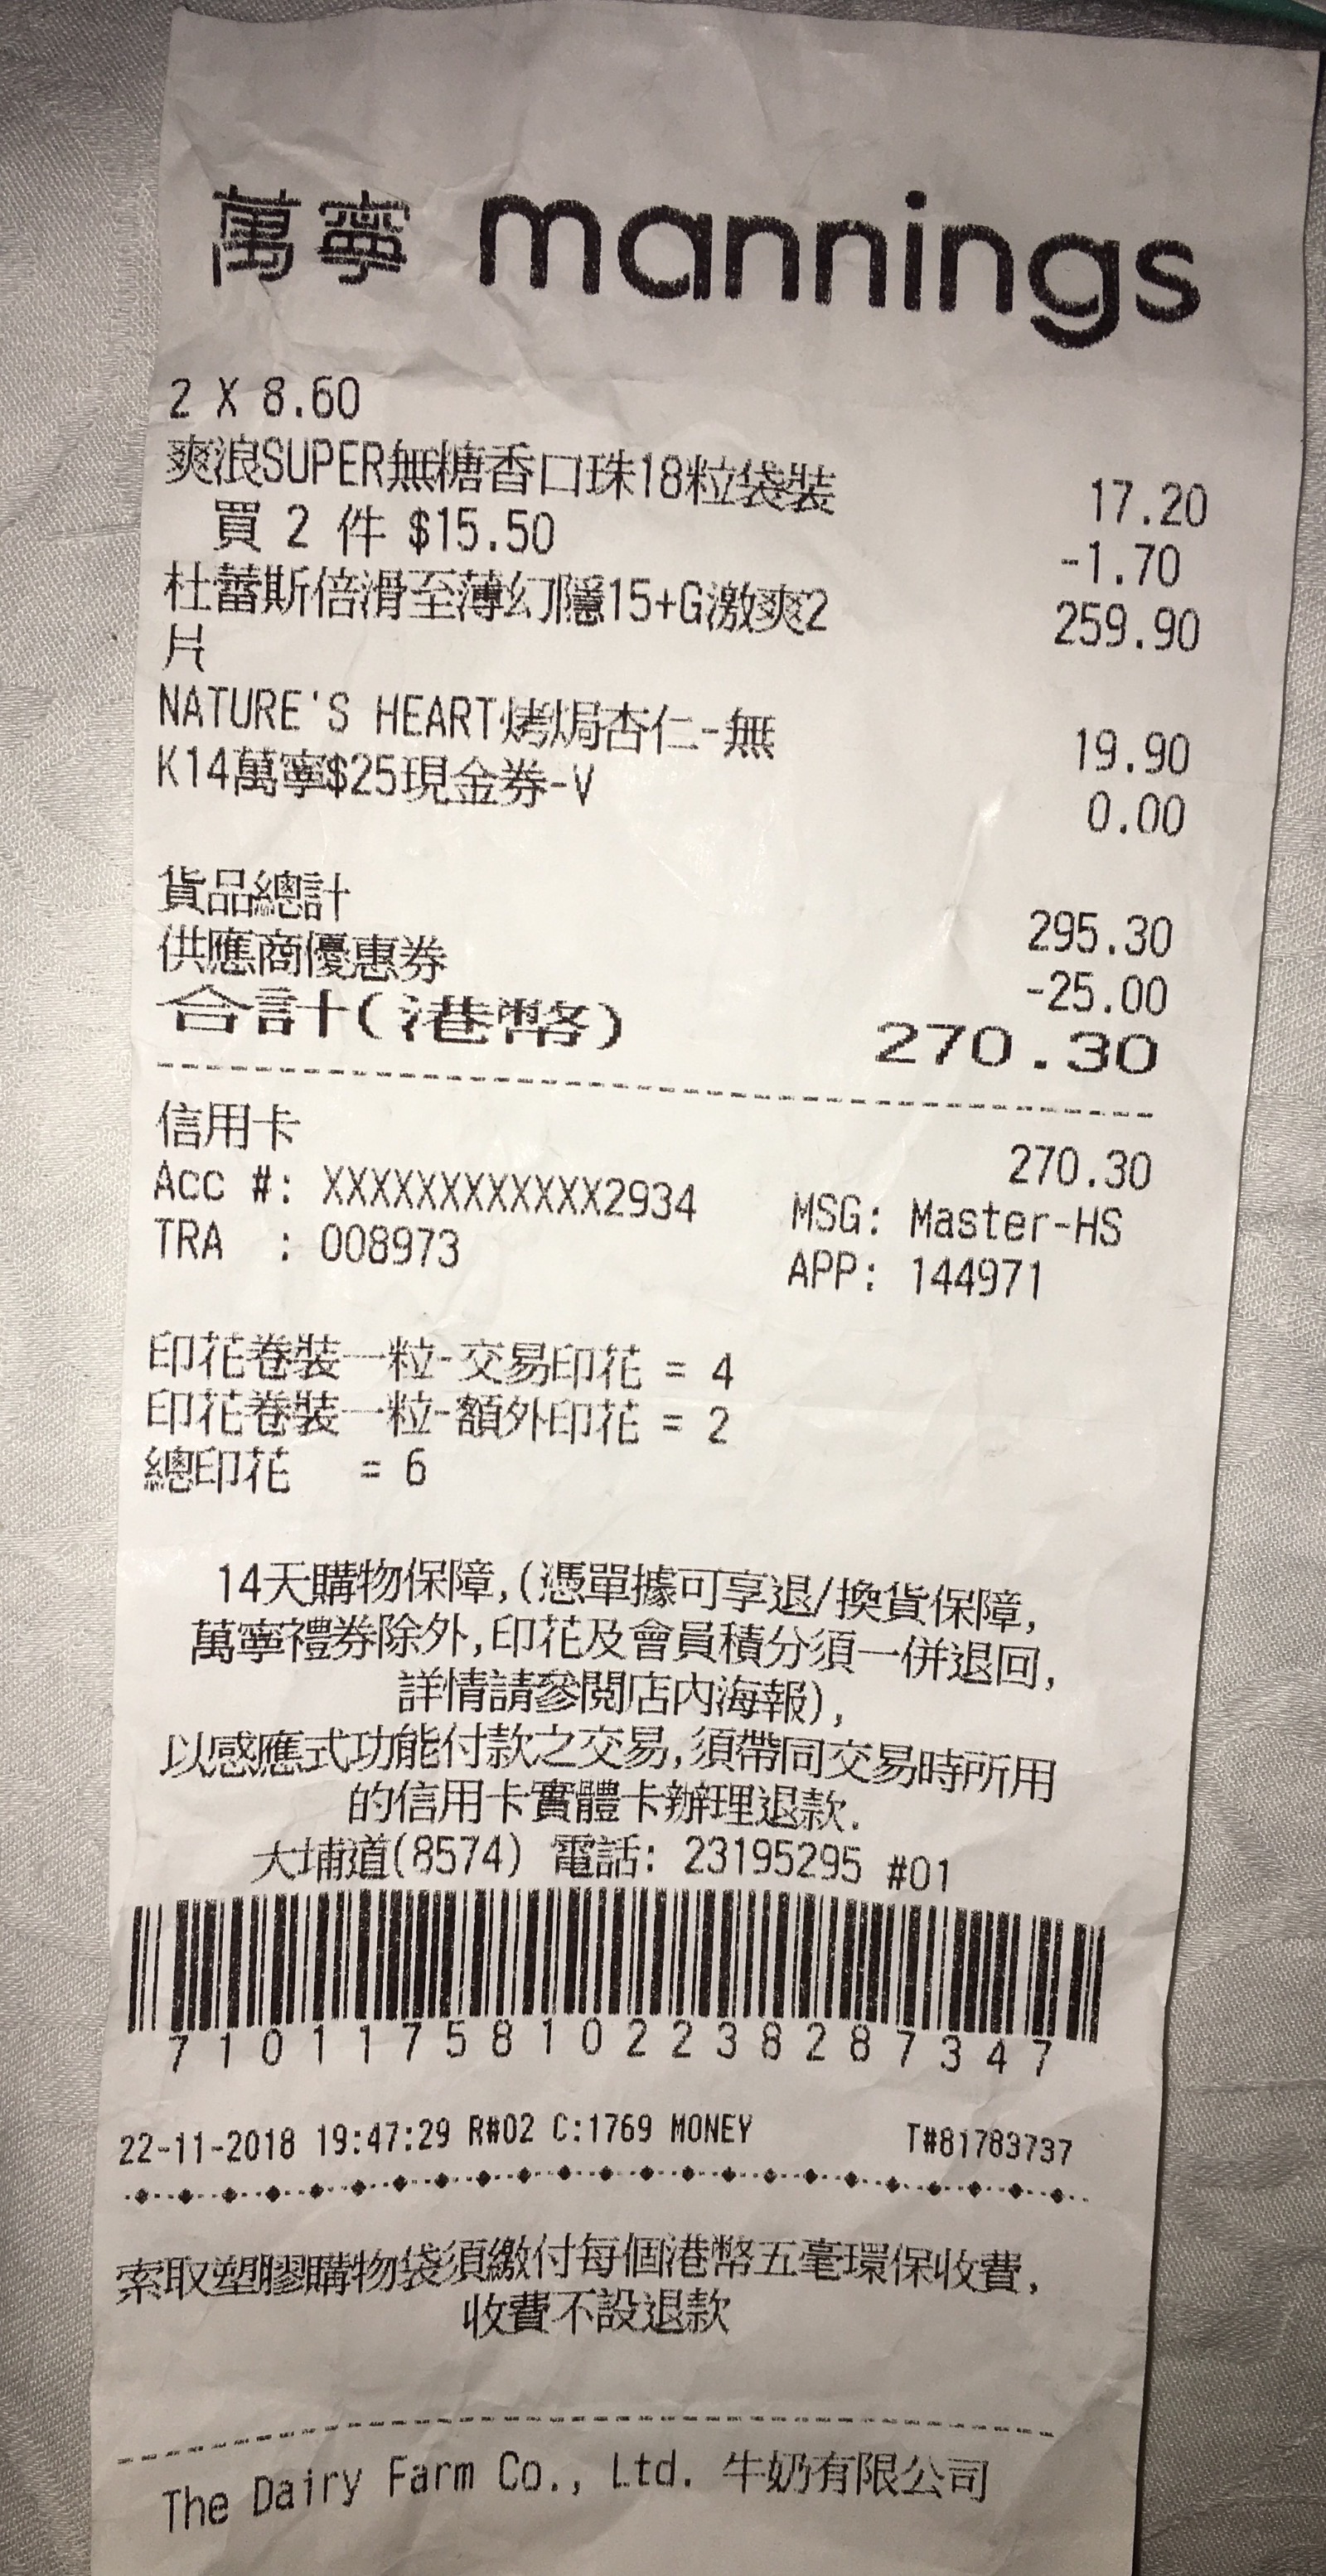 萬寧 mannings
2 X 8.60
爽浪SUPER無糖香口珠18粒袋裝 17.20
買 2 件 $15.50 -1.70
杜蕾斯倍滑至薄幻隱15+G激爽2 259.90
片
NATURE'S HEART烤焗杏仁-無 19.90
K14萬寧$25現金券-V 0.00
貨品總計 295.30
供應商優惠券 -25.00
合計(港幣) 270.30
信用卡 270.30
Acc #: XXXXXXXXXXXX2934 MSG: Master-HS
TRA : 008973 APP: 144971
印花卷裝一粒-交易印花 = 4
印花卷裝一粒-額外印花 = 2
總印花 = 6
14天購物保障,(憑單據可享退/換貨保障,
萬寧禮券除外,印花及會員積分須一併退回,
詳情請參閱店內海報),
以感應式功能付款之交易,須帶同交易時所用
的信用卡實體卡辦理退款.
大埔道(8574) 電話: 23195295 #01
71011758102238287347
22-11-2018 19:47:29 R#02 C:1769 MONEY T#81783737
索取塑膠購物袋須繳付每個港幣五毫環保收費,
收費不設退款
The Dairy Farm Co., Ltd. 牛奶有限公司